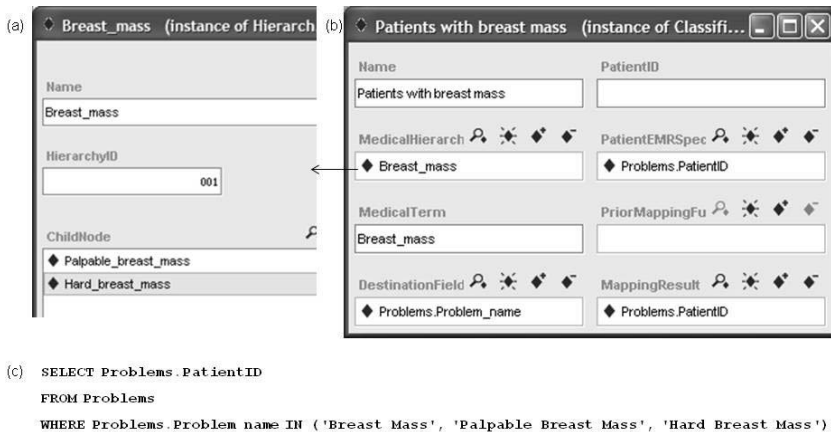 (a)
Breast_mass (instance of Hierarch
Name
Breast_mass
HierarchyID
001
ChildNode
Palpable_breast_mass
Hard_breast_mass
(b)
Patients with breast mass (instance of Classifi...
Name
Patients with breast mass
PatientID
MedicalHierarch
Breast_mass
PatientEMRSpec
Problems.PatientID
MedicalTerm
Breast_mass
PriorMappingFu
DestinationField
Problems.Problem_name
MappingResult
Problems.PatientID
(c) SELECT Problems.PatientID
FROM Problems
WHERE Problems.Problem name IN ('Breast Mass', 'Palpable Breast Mass', 'Hard Breast Mass')